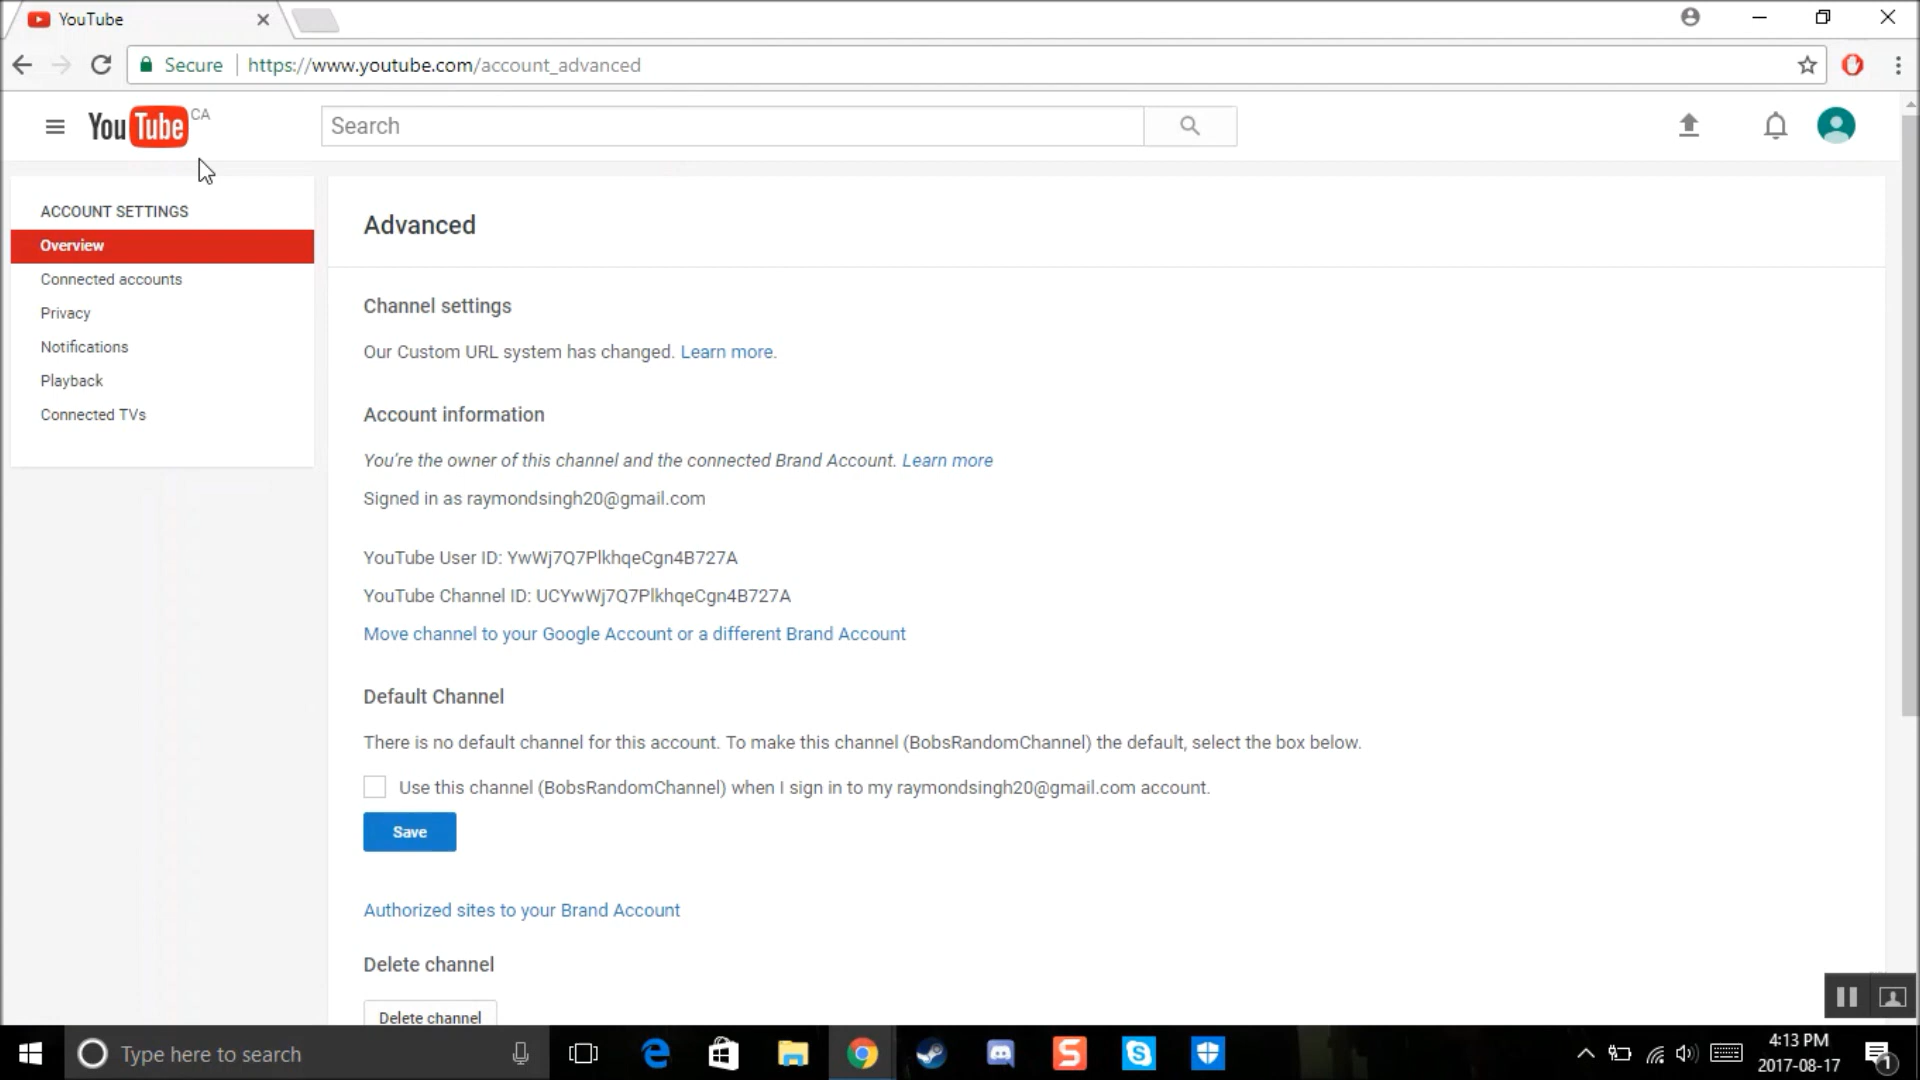 YouTube
Secure https://www.youtube.com/account_advanced
YouTube CA
Search
ACCOUNT SETTINGS
Overview
Connected accounts
Privacy
Notifications
Playback
Connected TVs
Advanced
Channel settings
Our Custom URL system has changed. Learn more.
Account information
You're the owner of this channel and the connected Brand Account. Learn more
Signed in as raymondsingh20@gmail.com
YouTube User ID: YwWj7Q7PlkhqeCgn4B727A
YouTube Channel ID: UCYwWj7Q7PlkhqeCgn4B727A
Move channel to your Google Account or a different Brand Account
Default Channel
There is no default channel for this account. To make this channel (BobsRandomChannel) the default, select the box below.
Use this channel (BobsRandomChannel) when I sign in to my raymondsingh20@gmail.com account.
Save
Authorized sites to your Brand Account
Delete channel
Delete channel
Type here to search
4:13 PM
2017-08-17
1